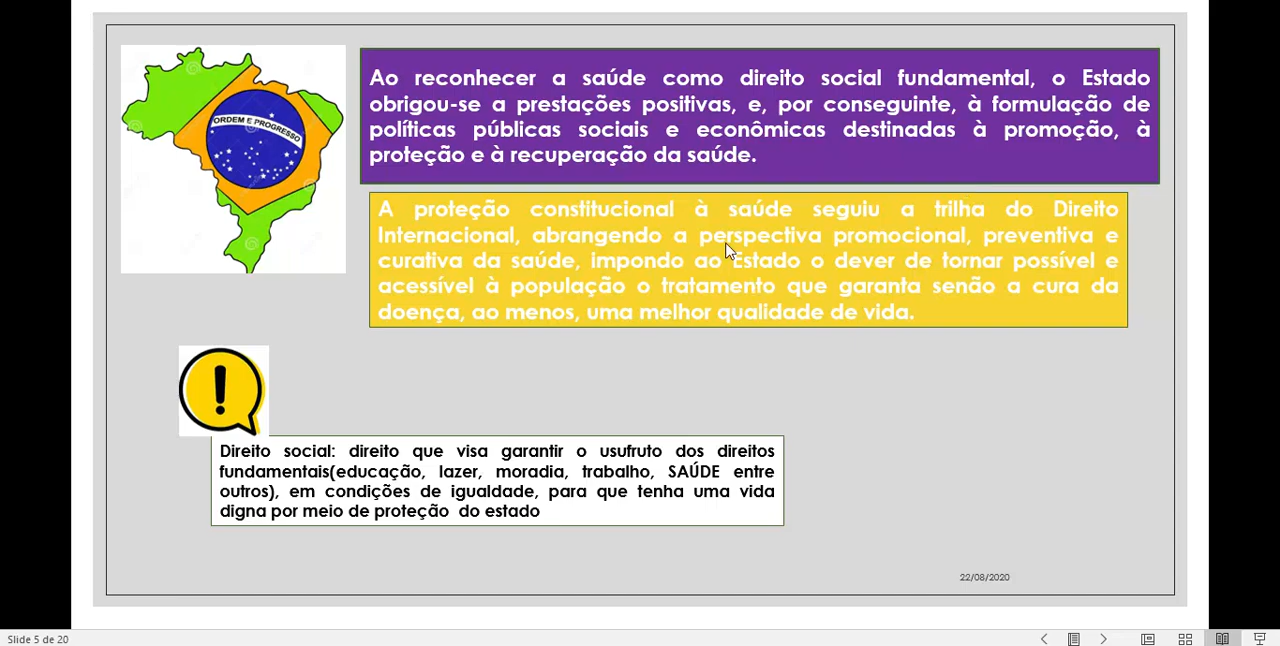 ORDEM E PROGRESSO
Ao reconhecer a saúde como direito social fundamental, o Estado
obrigou-se a prestações positivas, e, por conseguinte, à formulação de
políticas públicas sociais e econômicas destinadas à promoção, à
proteção e à recuperação da saúde.
A proteção constitucional à saúde seguiu a trilha do Direito
Internacional, abrangendo a perspectiva promocional, preventiva e
curativa da saúde, impondo ao Estado o dever de tornar possível e
acessível à população o tratamento que garanta senão a cura da
doença, ao menos, uma melhor qualidade de vida.
Direito social: direito que visa garantir o usufruto dos direitos
fundamentais(educação, lazer, moradia, trabalho, SAÚDE entre
outros), em condições de igualdade, para que tenha uma vida
digna por meio de proteção do estado
22/08/2020
Slide 5 de 20